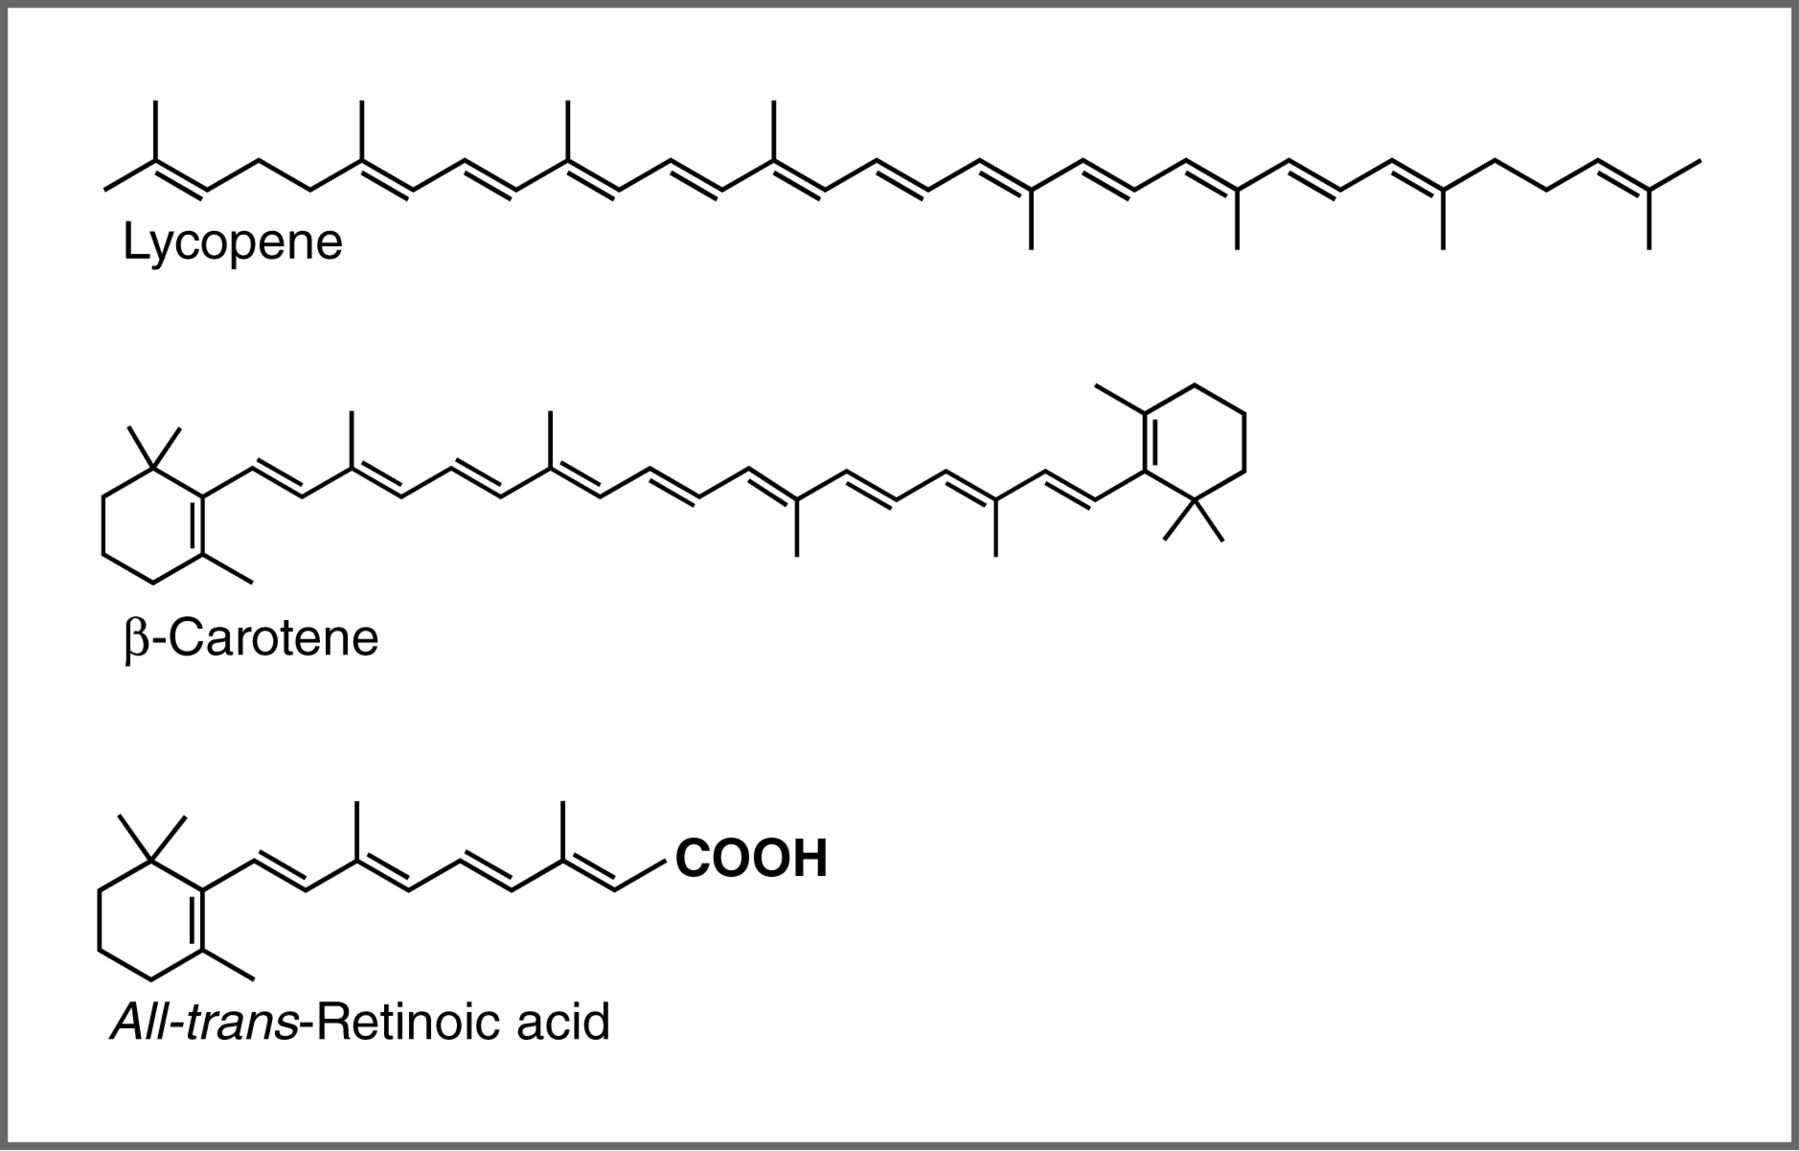 Lycopene
β-Carotene
COOH
All-trans-Retinoic acid